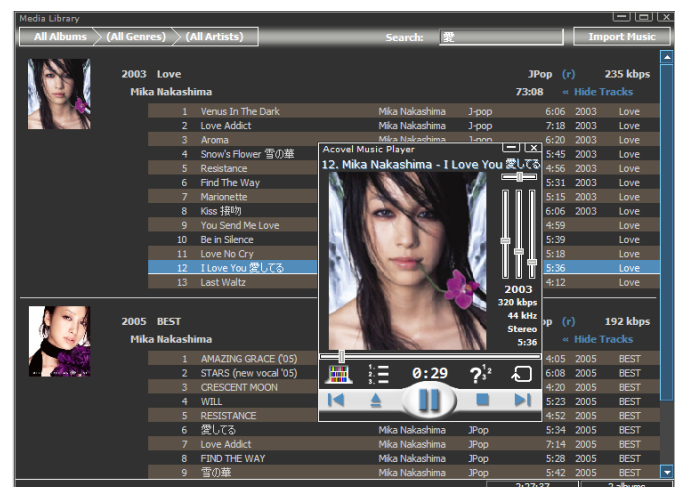 Media Library
All Albums (All Genres) (All Artists) Search: 愛 Import Music
2003 Love JPop (r) 235 kbps
Mika Nakashima 73:08 « Hide Tracks
1 Venus In The Dark Mika Nakashima J-pop 6:06 2003 Love
2 Love Addict Mika Nakashima J-pop 7:18 2003 Love
3 Aroma Mika Nakashima J-pop 6:20 2003 Love
4 Snow's Flower 雪の華 5:45 2003 Love
5 Resistance 4:56 2003 Love
6 Find The Way 5:31 2003 Love
7 Marionette 5:15 2003 Love
8 Kiss 接吻 6:06 2003 Love
9 You Send Me Love 4:59 Love
10 Be in Silence 5:39 Love
11 Love No Cry 5:18 Love
12 I Love You 愛してる 5:36 Love
13 Last Waltz 4:12 Love
Acovel Music Player
12. Mika Nakashima - I Love You 愛してる
2003
320 kbps
44 kHz
Stereo
5:36
0:29
2005 BEST (r) 192 kbps
Mika Nakashima « Hide Tracks
1 AMAZING GRACE ('05) 4:05 2005 BEST
2 STARS (new vocal '05) 6:08 2005 BEST
3 CRESCENT MOON 4:20 2005 BEST
4 WILL 5:23 2005 BEST
5 RESISTANCE 4:52 2005 BEST
6 愛してる Mika Nakashima JPop 5:34 2005 BEST
7 Love Addict Mika Nakashima JPop 7:14 2005 BEST
8 FIND THE WAY Mika Nakashima JPop 5:28 2005 BEST
9 雪の華 Mika Nakashima JPop 5:42 2005 BEST
2:27:37 2 albums